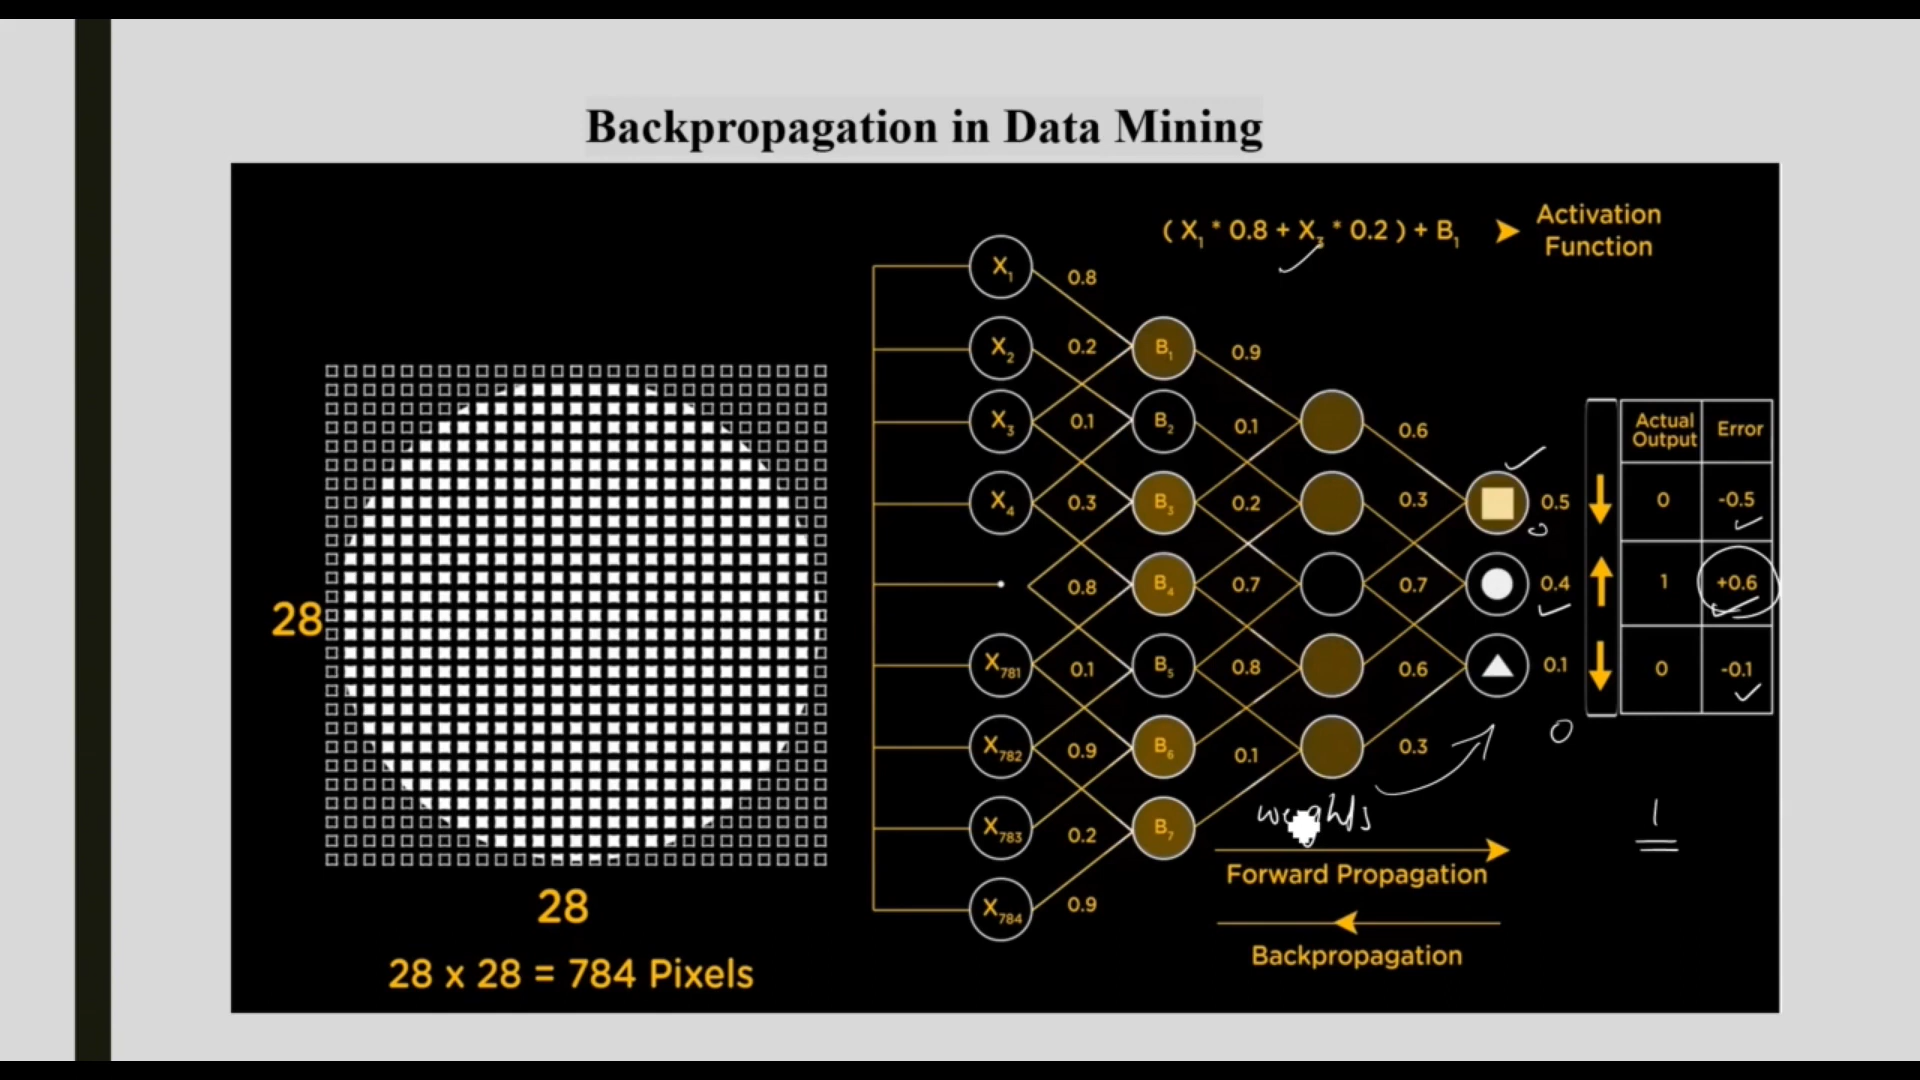 Backpropagation in Data Mining
( X₁ * 0.8 + X₃ * 0.2 ) + B₁
Activation
Function
X₁
X₂
X₃
X₄
X₇₈₁
X₇₈₂
X₇₈₃
X₇₈₄
0.8
0.2
0.1
0.3
0.8
0.1
0.9
0.2
0.9
B₁
B₂
B₃
B₄
B₅
B₆
B₇
0.9
0.1
0.2
0.7
0.8
0.1
0.6
0.3
0.7
0.6
0.3
0.5
0
0.4
0.1
0
Actual Output Error
0 -0.5
1 +0.6
0 -0.1
weights
1
Forward Propagation
Backpropagation
28
28
28 x 28 = 784 Pixels